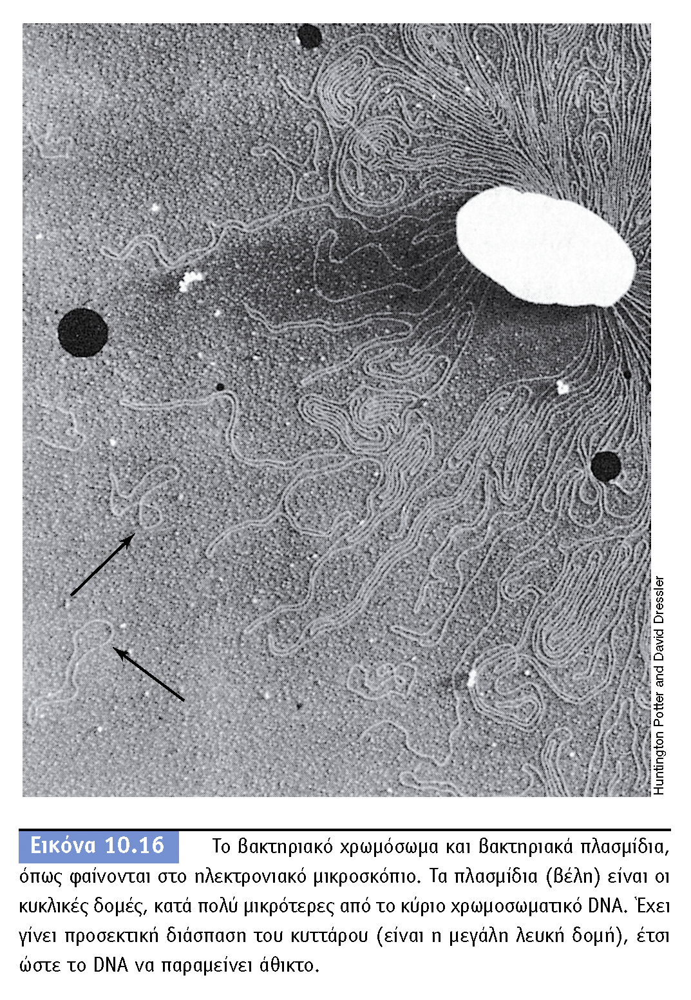 Huntington Potter and David Dressler
Εικόνα 10.16 Το βακτηριακό χρωμόσωμα και βακτηριακά πλασμίδια,
όπως φαίνονται στο ηλεκτρονιακό μικροσκόπιο. Τα πλασμίδια (βέλη) είναι οι
κυκλικές δομές, κατά πολύ μικρότερες από το κύριο χρωμοσωματικό DNA. Έχει
γίνει προσεκτική διάσπαση του κυττάρου (είναι η μεγάλη λευκή δομή), έτσι
ώστε το DNA να παραμείνει άθικτο.